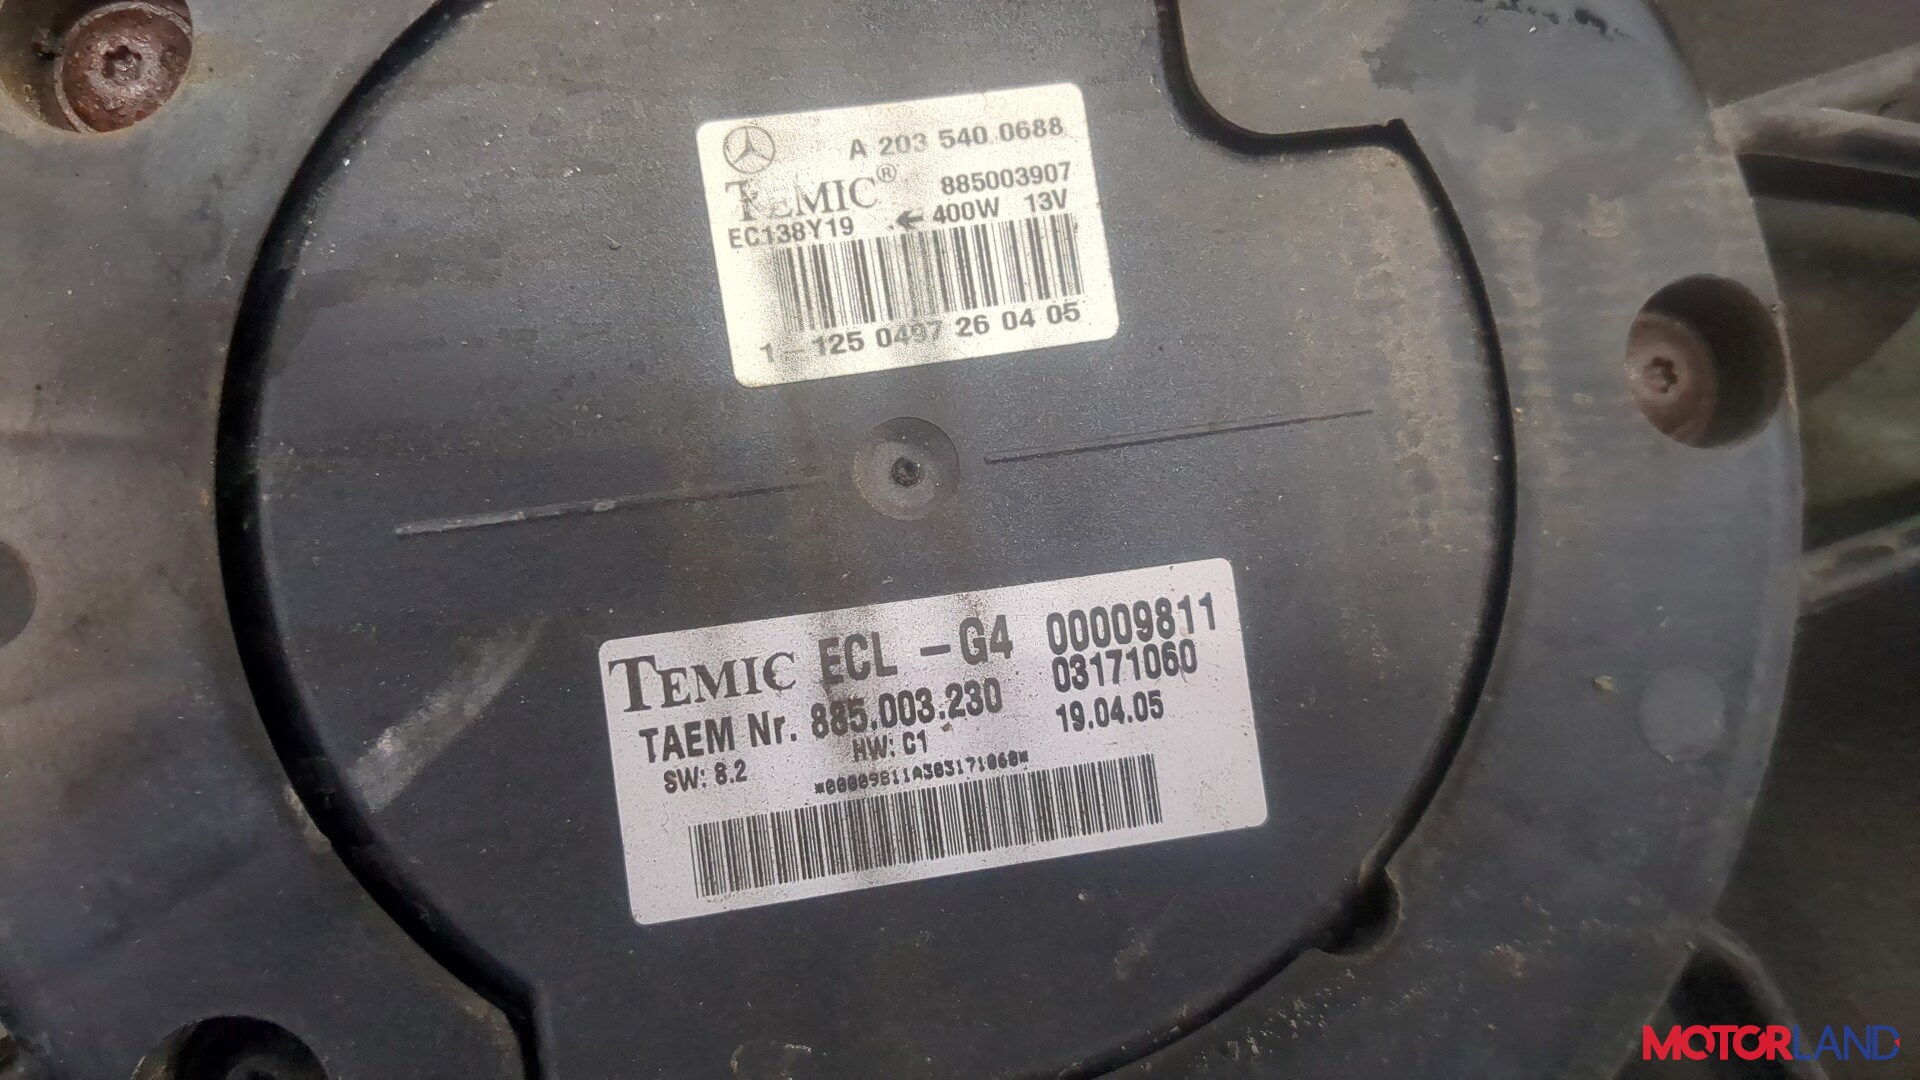 A 203 540 0688
TEMIC® 885003907
EC138Y19 ← 400W 13V
1-125 0497 26 04 05
TEMIC ECL -G4 00009811
03171060
TAEM Nr. 885.003.230 19.04.05
SW: 8.2 HW: C1
*00009811A303171060*
MOTORLAND